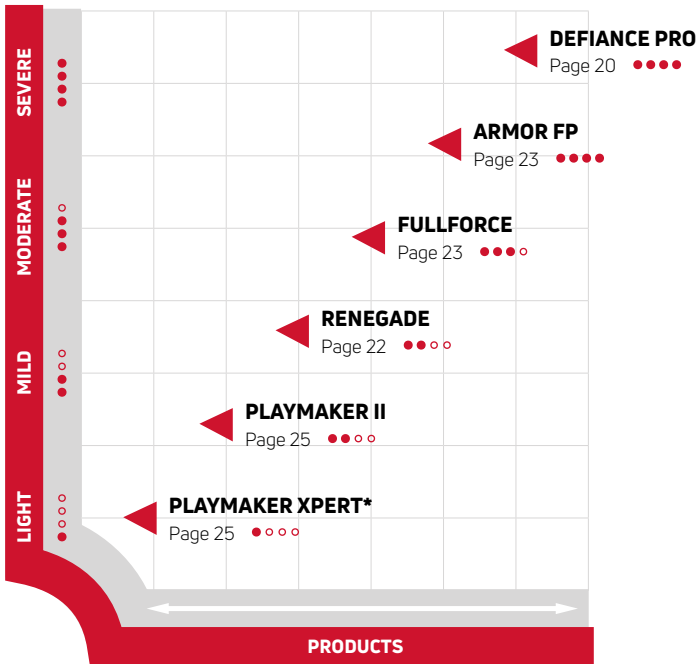 SEVERE
MODERATE
MILD
LIGHT
DEFIANCE PRO
Page 20
ARMOR FP
Page 23
FULLFORCE
Page 23
RENEGADE
Page 22
PLAYMAKER II
Page 25
PLAYMAKER XPERT*
Page 25
PRODUCTS